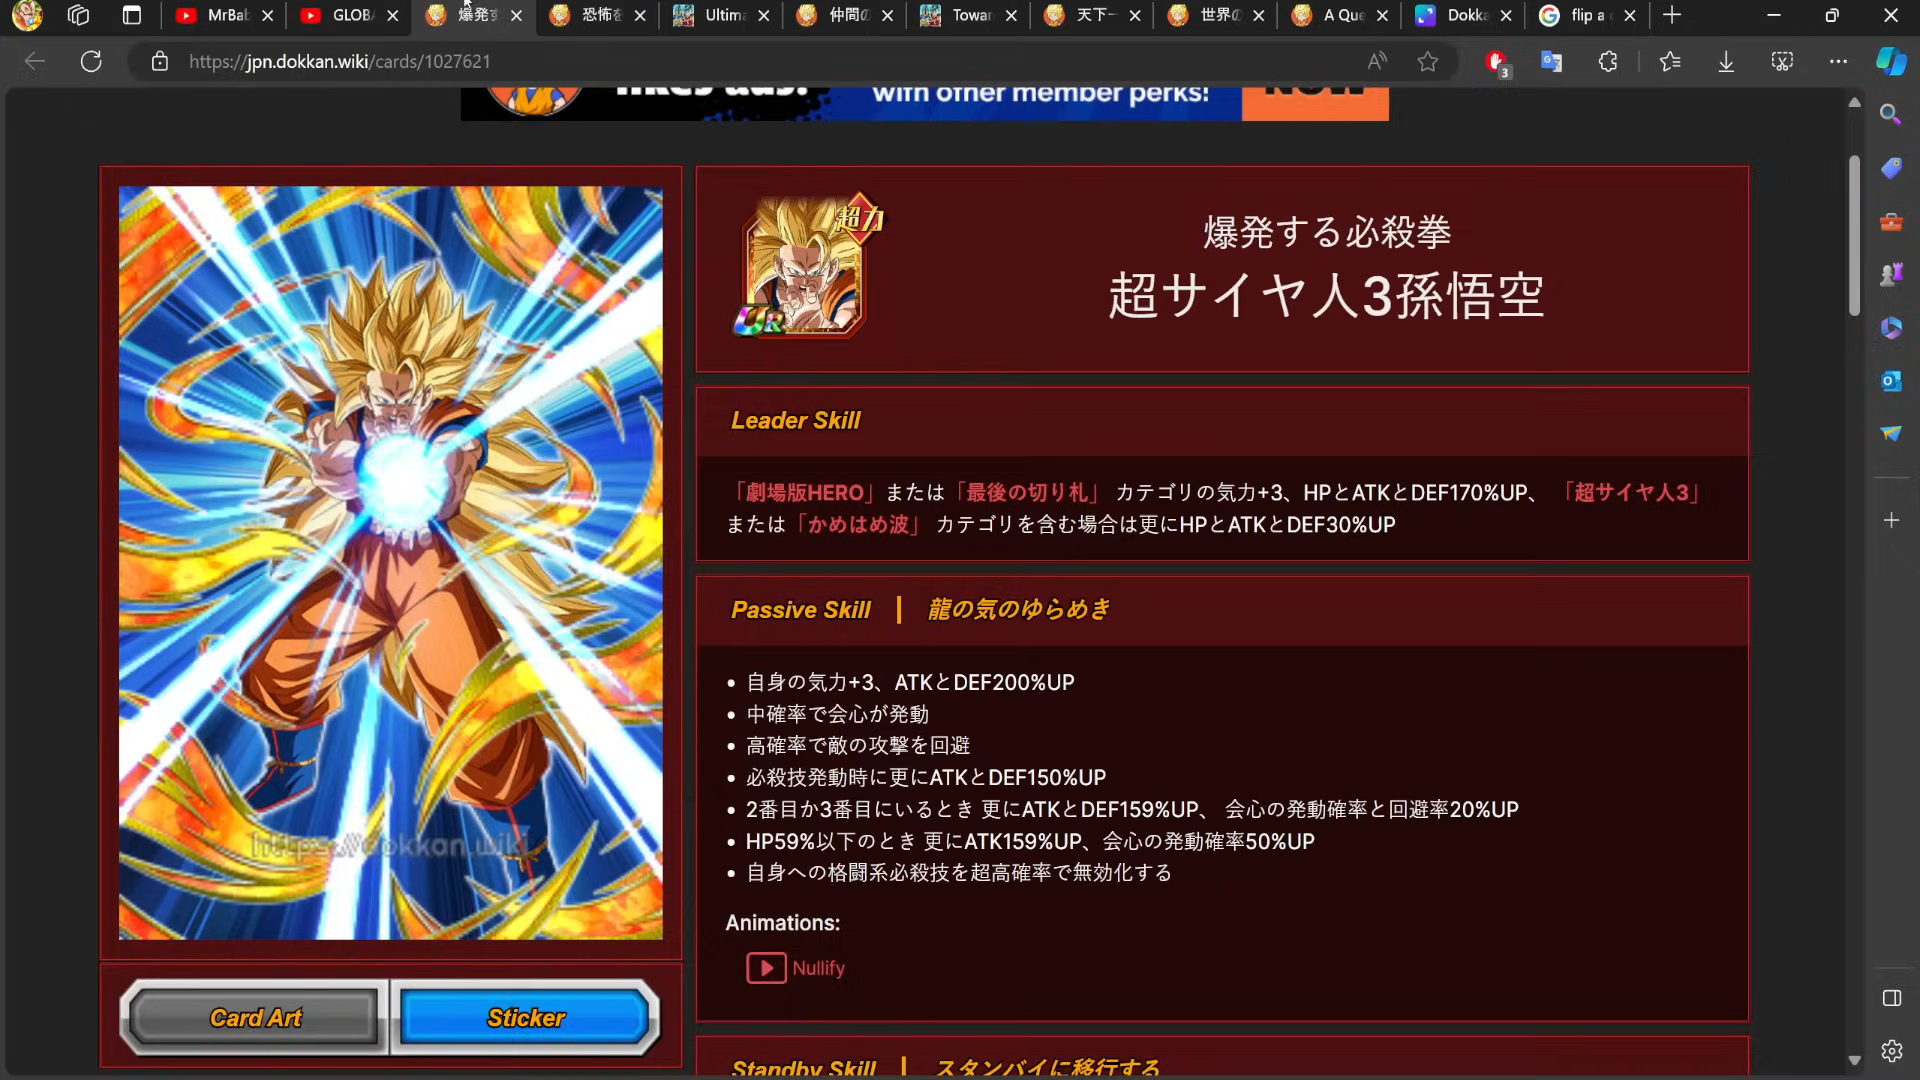 MrBa
GLOB
爆発す
恐怖を
Ultima
仲間の
Towar
天下一
世界の
A Que
Dokka
flip a
https://jpn.dokkan.wiki/cards/1027621
3
likes ads!
with other member perks!
NOW
超力
UR
爆発する必殺拳
超サイヤ人3孫悟空
Leader Skill
「劇場版HERO」または「最後の切り札」 カテゴリの気力+3、HPとATKとDEF170%UP、 「超サイヤ人3」
または「かめはめ波」 カテゴリを含む場合は更にHPとATKとDEF30%UP
Passive Skill | 龍の気のゆらめき
• 自身の気力+3、ATKとDEF200%UP
• 中確率で会心が発動
• 高確率で敵の攻撃を回避
• 必殺技発動時に更にATKとDEF150%UP
• 2番目か3番目にいるとき 更にATKとDEF159%UP、 会心の発動確率と回避率20%UP
• HP59%以下のとき 更にATK159%UP、会心の発動確率50%UP
• 自身への格闘系必殺技を超高確率で無効化する
Animations:
Nullify
https://dokkan.wiki
Card Art
Sticker
Standby Skill | スタンバイに移行する